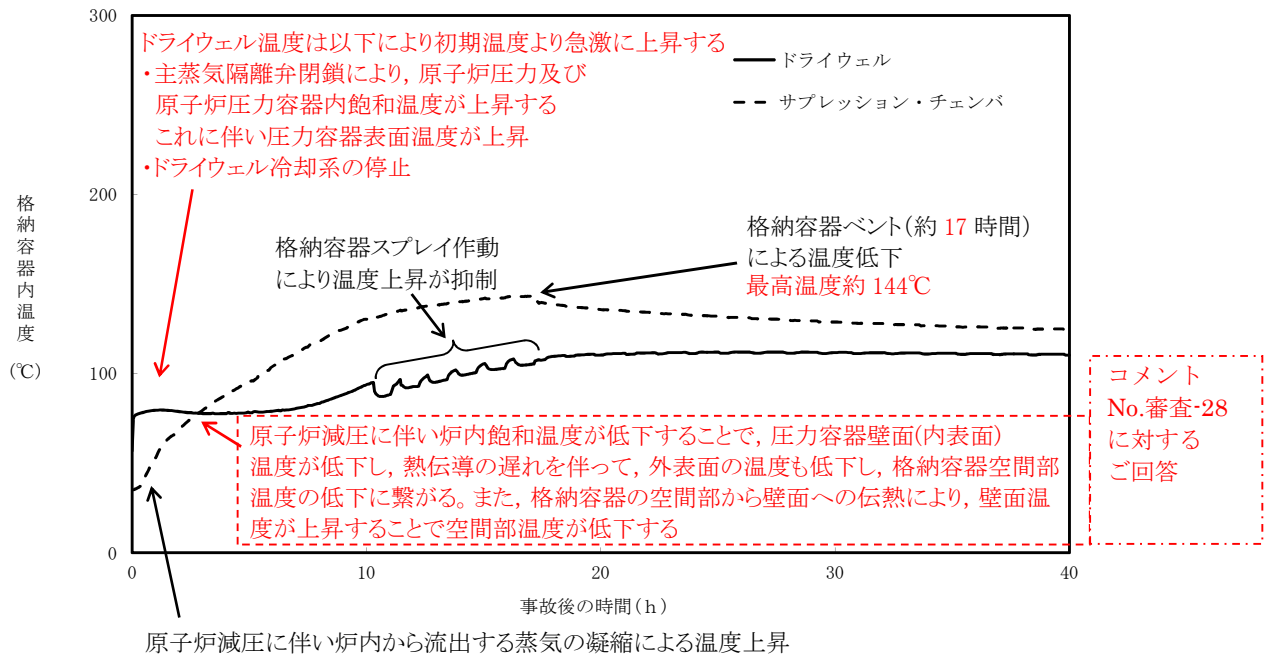 300
200
100
0
0
10
20
30
40
格納容器内温度
(℃)
事故後の時間(h)
ドライウェル温度は以下により初期温度より急激に上昇する
・主蒸気隔離弁閉鎖により, 原子炉圧力及び
原子炉圧力容器内飽和温度が上昇する
これに伴い圧力容器表面温度が上昇
・ドライウェル冷却系の停止
ドライウェル
サプレッション・チェンバ
格納容器スプレイ作動
により温度上昇が抑制
格納容器ベント(約 17 時間)
による温度低下
最高温度約 144℃
原子炉減圧に伴い炉内飽和温度が低下することで, 圧力容器壁面(内表面)
温度が低下し, 熱伝導の遅れを伴って, 外表面の温度も低下し, 格納容器空間部
温度の低下に繋がる。また, 格納容器の空間部から壁面への伝熱により, 壁面温
度が上昇することで空間部温度が低下する
コメント
No.審査-28
に対する
ご回答
原子炉減圧に伴い炉内から流出する蒸気の凝縮による温度上昇